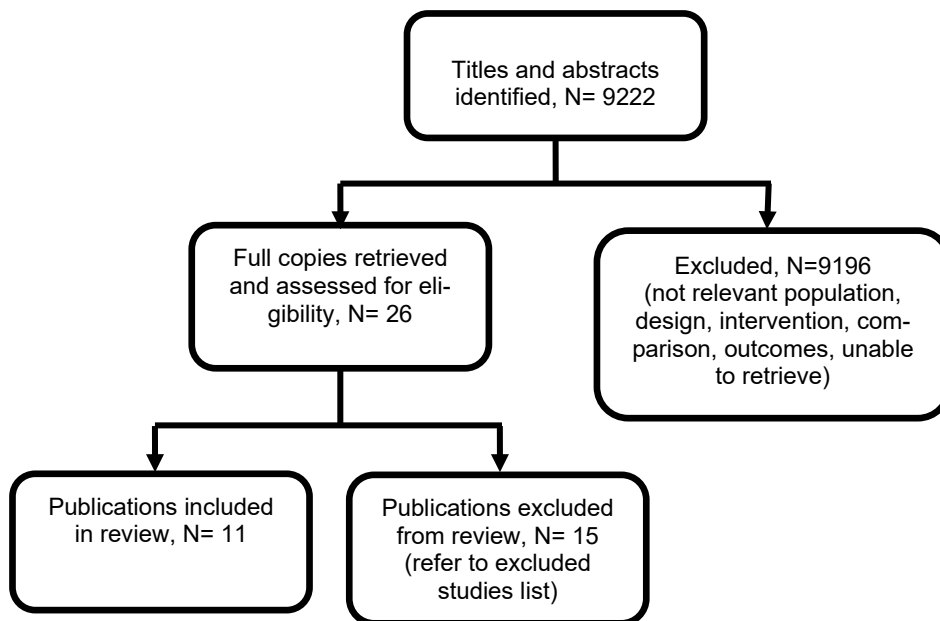 Titles and abstracts
identified, N= 9222
Full copies retrieved
and assessed for eli-
gibility, N= 26
Excluded, N=9196
(not relevant population,
design, intervention, com-
parison, outcomes, unable
to retrieve)
Publications included
in review, N= 11
Publications excluded
from review, N= 15
(refer to excluded
studies list)